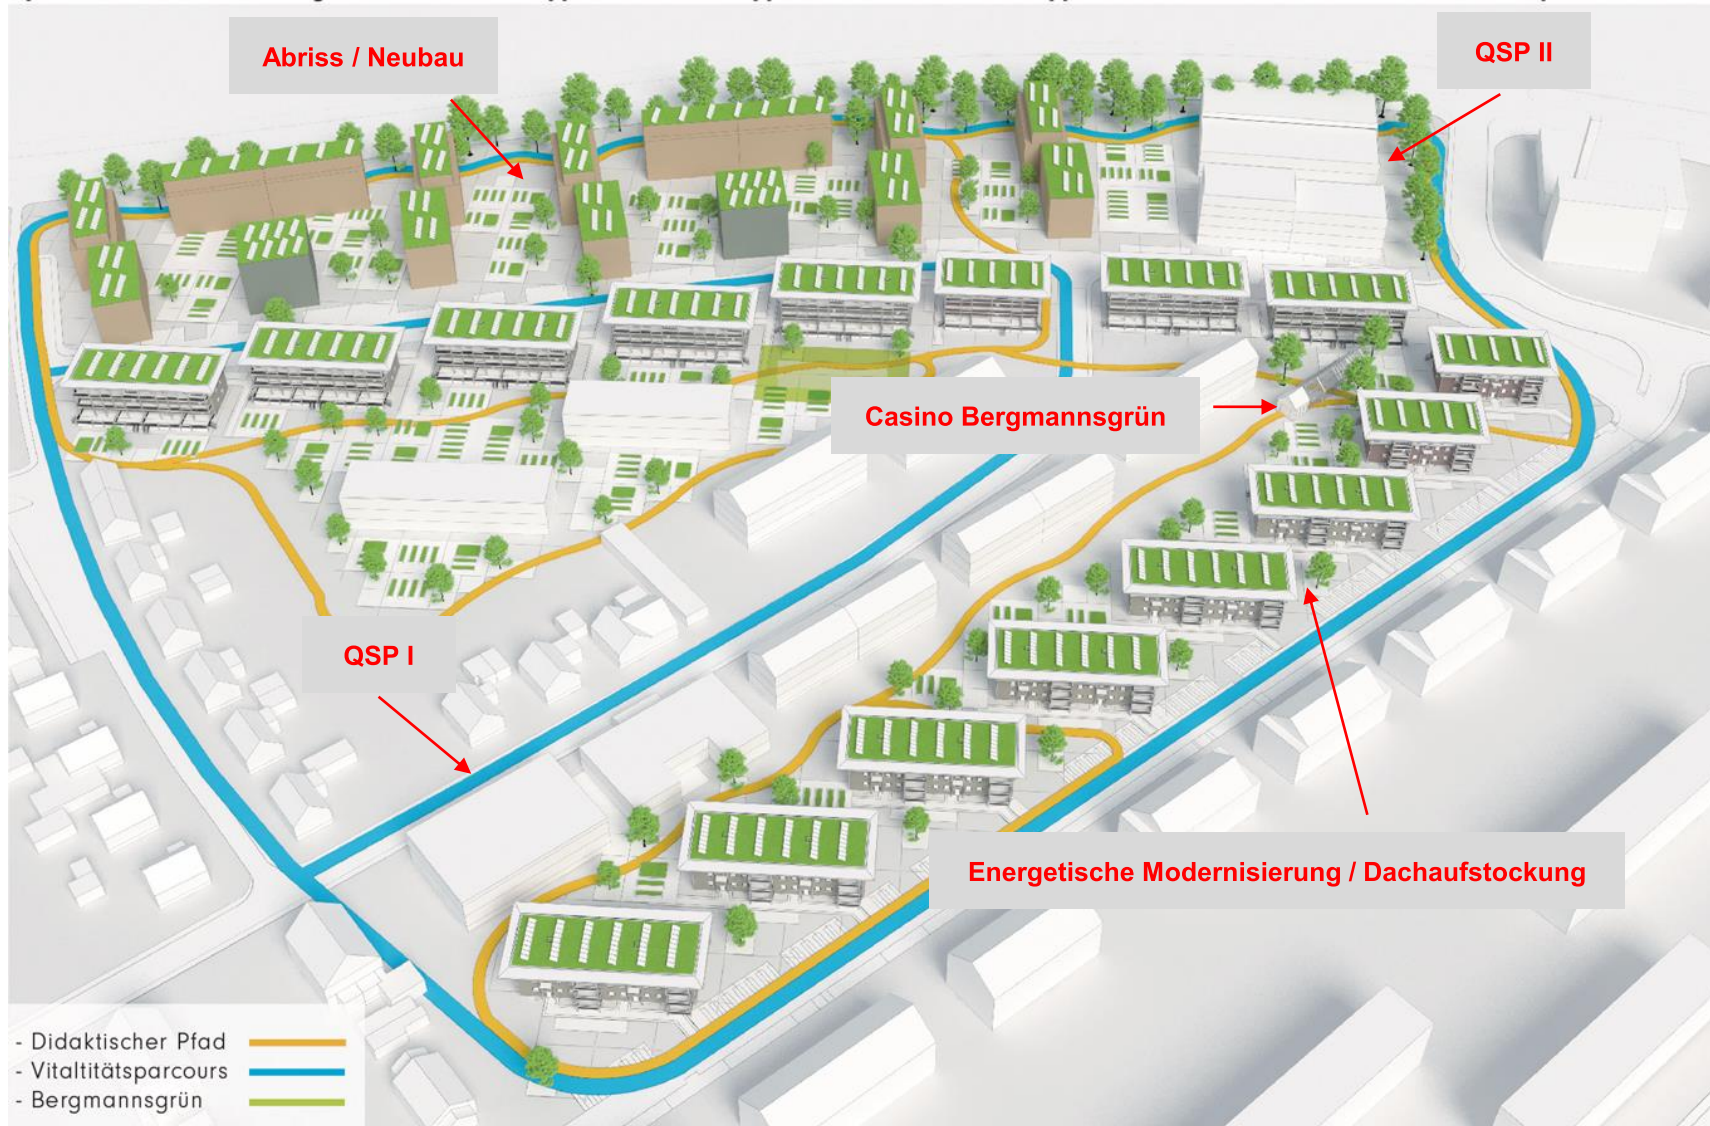 Abriss / Neubau
QSP II
Casino Bergmannsgrün
QSP I
Energetische Modernisierung / Dachaufstockung
- Didaktischer Pfad
- Vitaltitätsparcours
- Bergmannsgrün